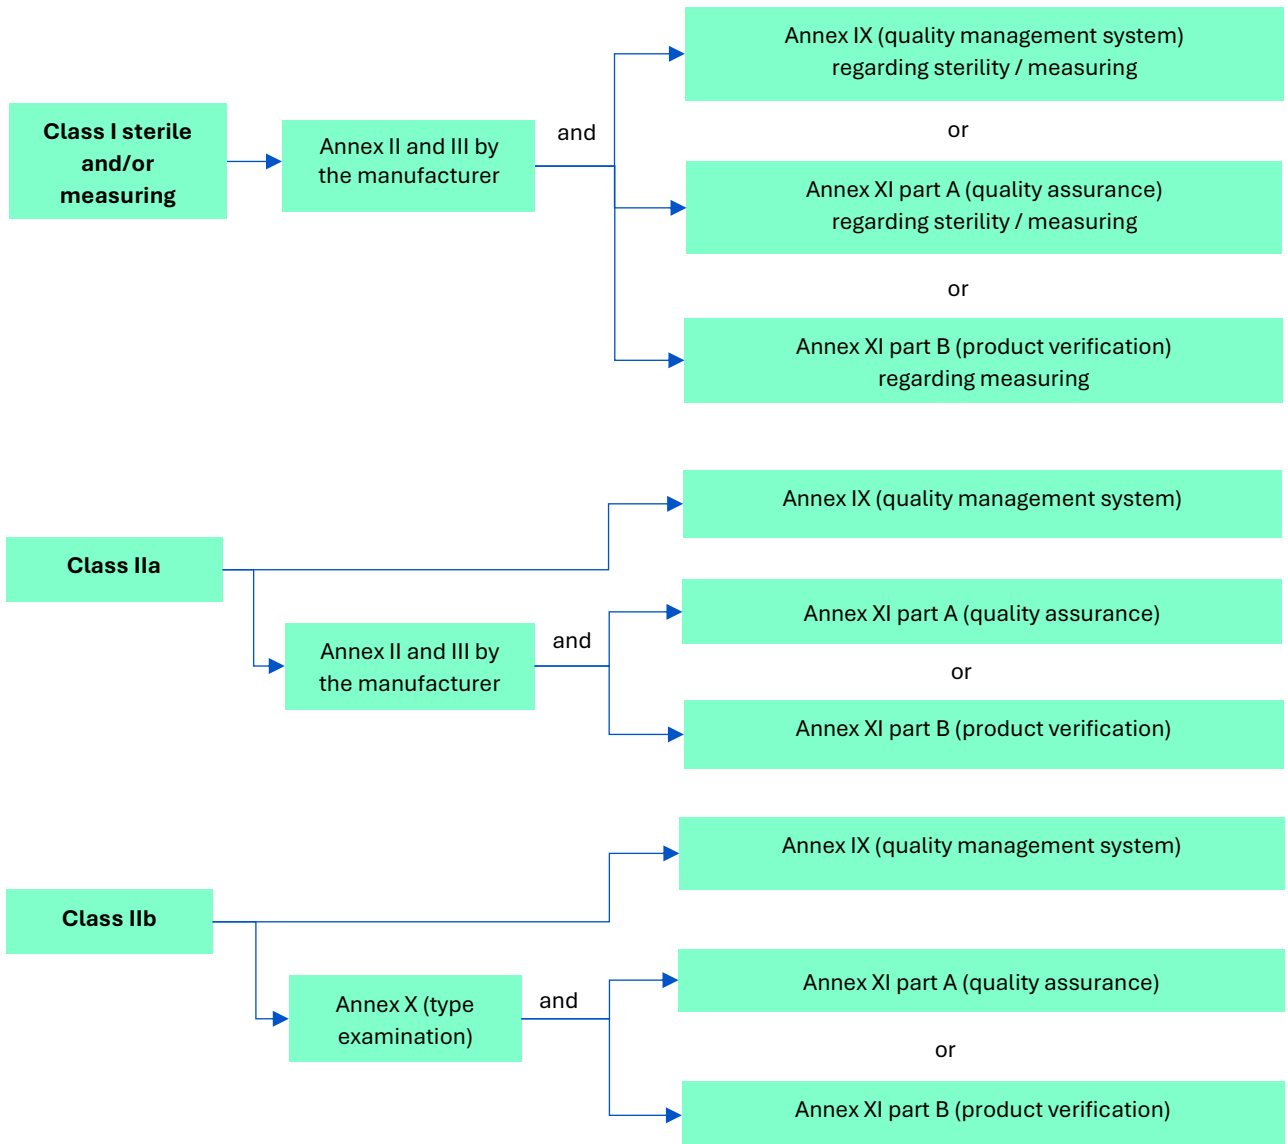 Class I sterile
and/or
measuring
Annex II and III by
the manufacturer
and
Annex IX (quality management system)
regarding sterility / measuring
or
Annex XI part A (quality assurance)
regarding sterility / measuring
or
Annex XI part B (product verification)
regarding measuring
Class IIa
Annex IX (quality management system)
Annex II and III by
the manufacturer
and
Annex XI part A (quality assurance)
or
Annex XI part B (product verification)
Class IIb
Annex IX (quality management system)
Annex X (type
examination)
and
Annex XI part A (quality assurance)
or
Annex XI part B (product verification)